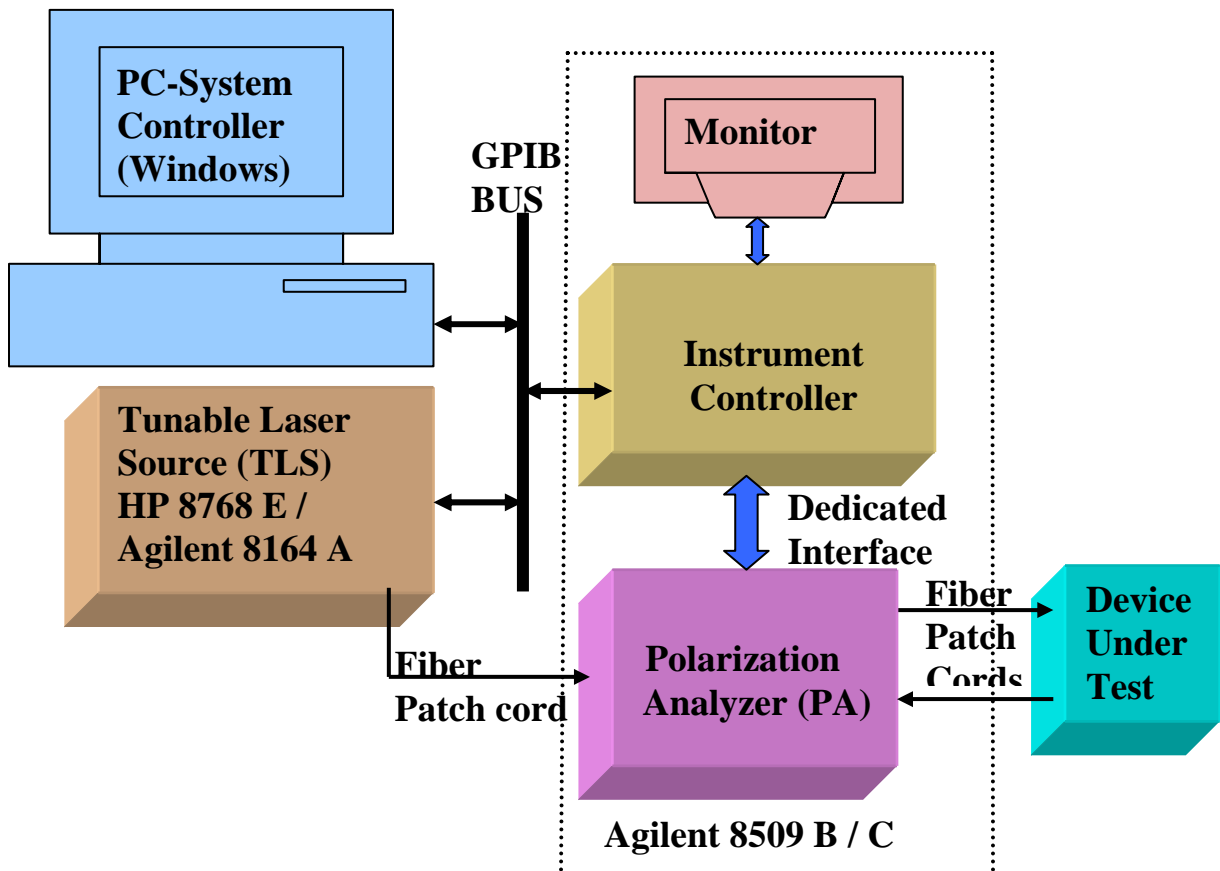 PC-System
Controller
(Windows)
Monitor
GPIB
BUS
Instrument
Controller
Tunable Laser
Source (TLS)
HP 8768 E /
Agilent 8164 A
Dedicated
Interface
Fiber
Patch
Cords
Device
Under
Test
Fiber
Patch cord
Polarization
Analyzer (PA)
Agilent 8509 B / C